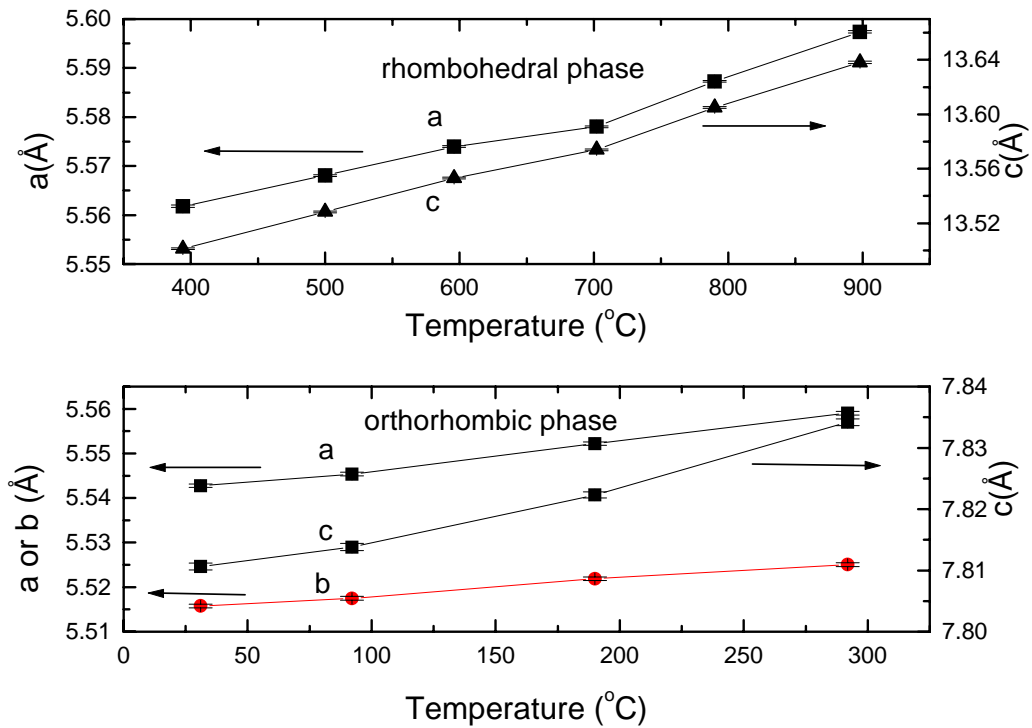 5.60
5.59
5.58
5.57
5.56
5.55
a(Å)
rhombohedral phase
a
c
13.64
13.60
13.56
13.52
c(Å)
400 500 600 700 800 900
Temperature (°C)
5.56
5.55
5.54
5.53
5.52
5.51
a or b (Å)
orthorhombic phase
a
c
b
7.84
7.83
7.82
7.81
7.80
c(Å)
0 50 100 150 200 250 300
Temperature (°C)